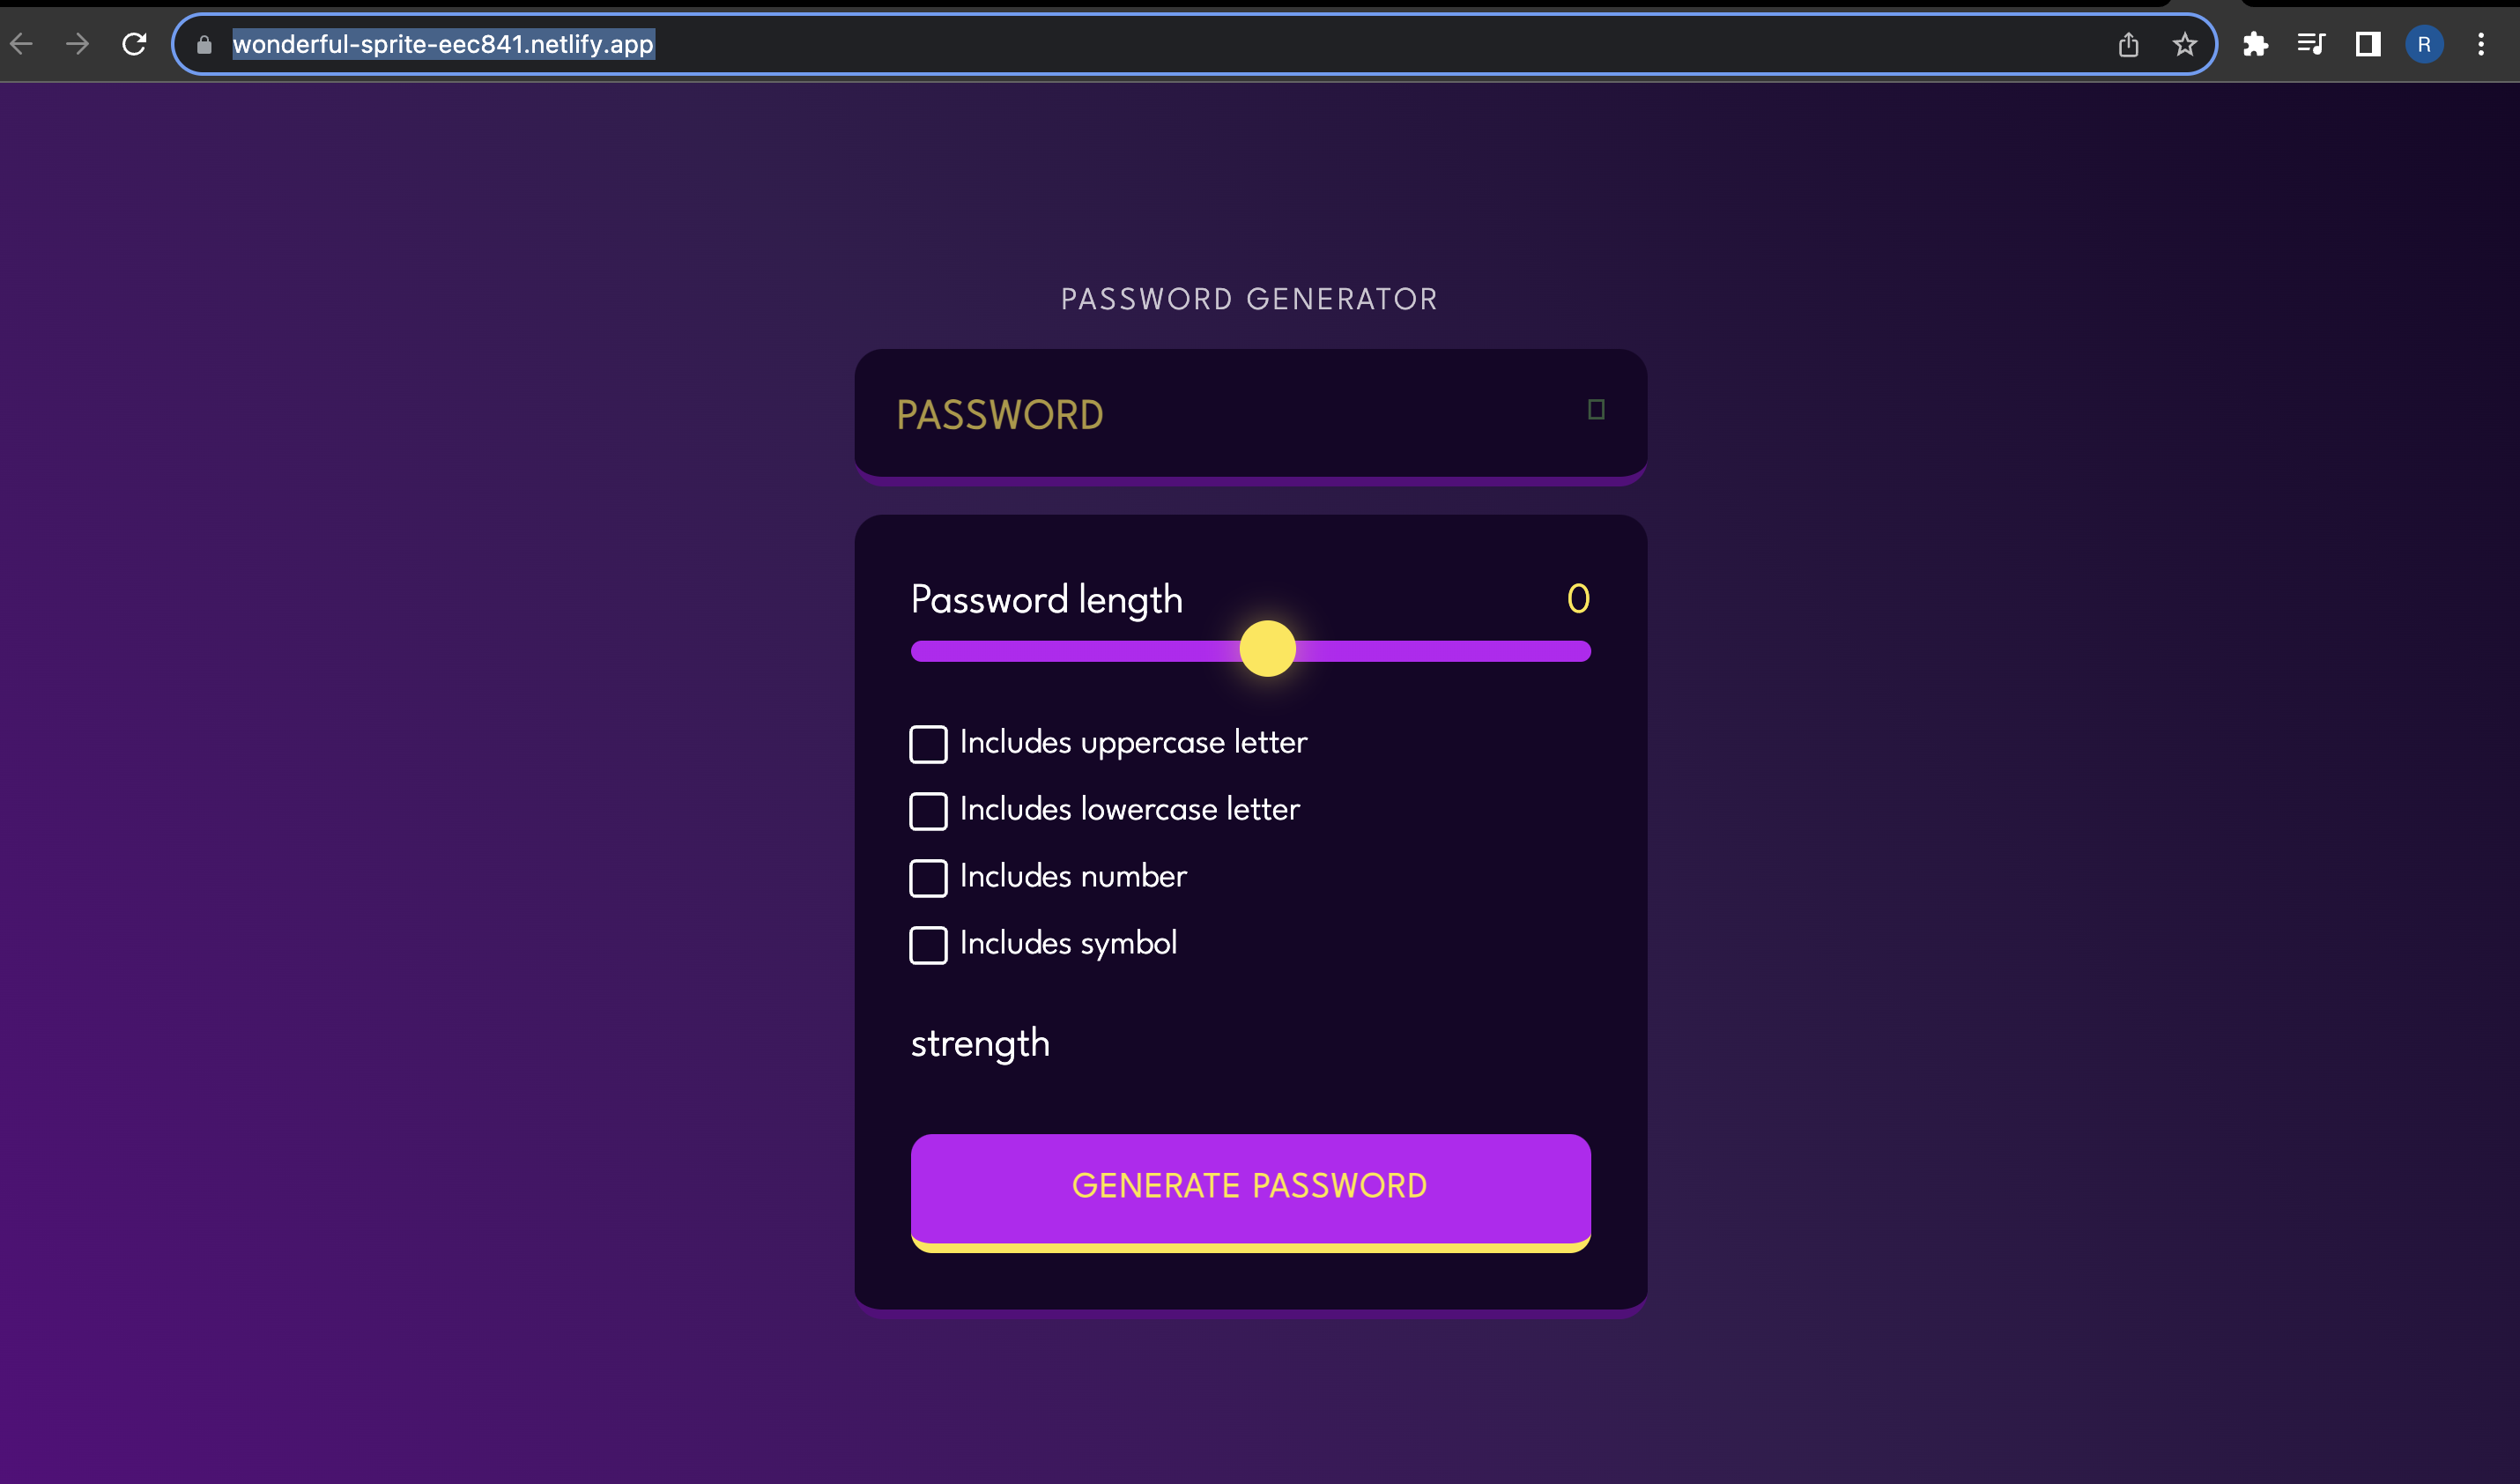 wonderful-sprite-eec841.netlify.app
R
PASSWORD GENERATOR
PASSWORD
Password length 0
Includes uppercase letter
Includes lowercase letter
Includes number
Includes symbol
strength
GENERATE PASSWORD